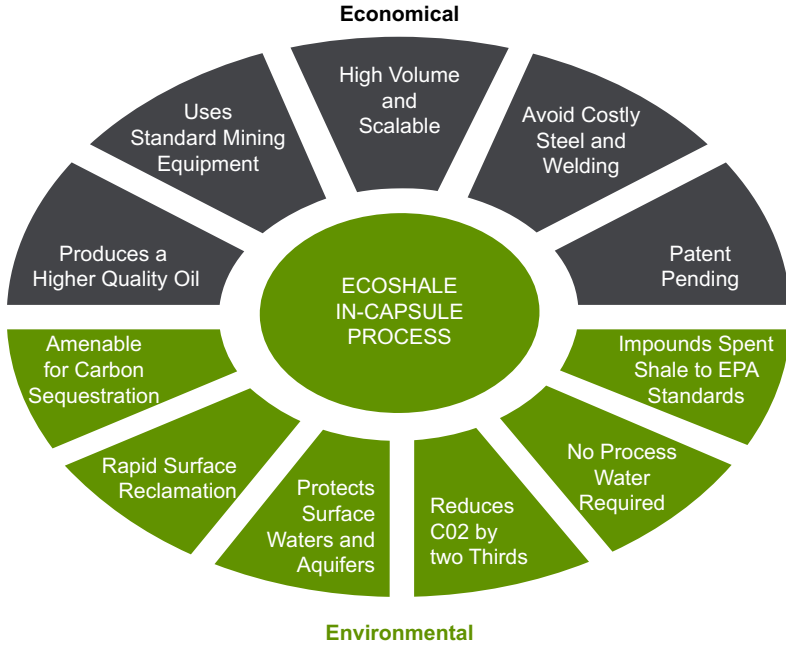 Economical
High Volume
and
Scalable
Uses
Standard Mining
Equipment
Avoid Costly
Steel and
Welding
Produces a
Higher Quality Oil
Patent
Pending
ECOSHALE
IN-CAPSULE
PROCESS
Amenable
for Carbon
Sequestration
Impounds Spent
Shale to EPA
Standards
Rapid Surface
Reclamation
No Process
Water
Required
Protects
Surface
Waters and
Aquifers
Reduces
C02 by
two Thirds
Environmental